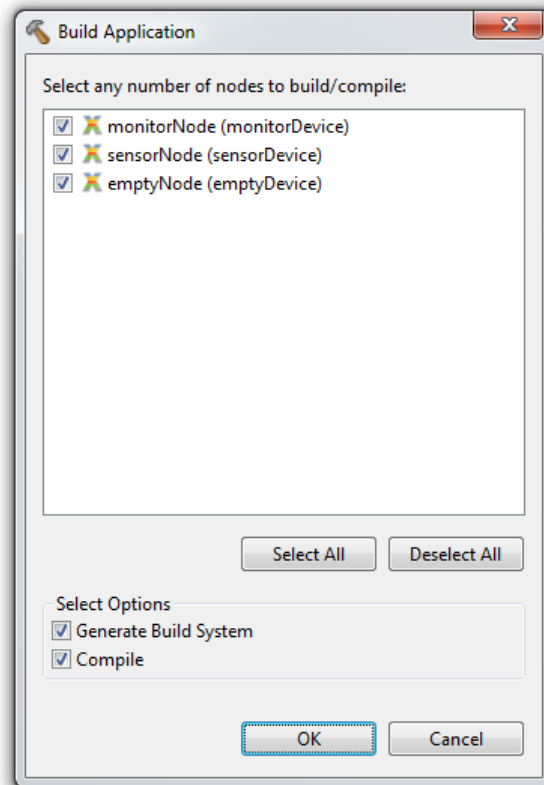 Build Application
Select any number of nodes to build/compile:
monitorNode (monitorDevice)
sensorNode (sensorDevice)
emptyNode (emptyDevice)
Select All
Deselect All
Select Options
Generate Build System
Compile
OK
Cancel